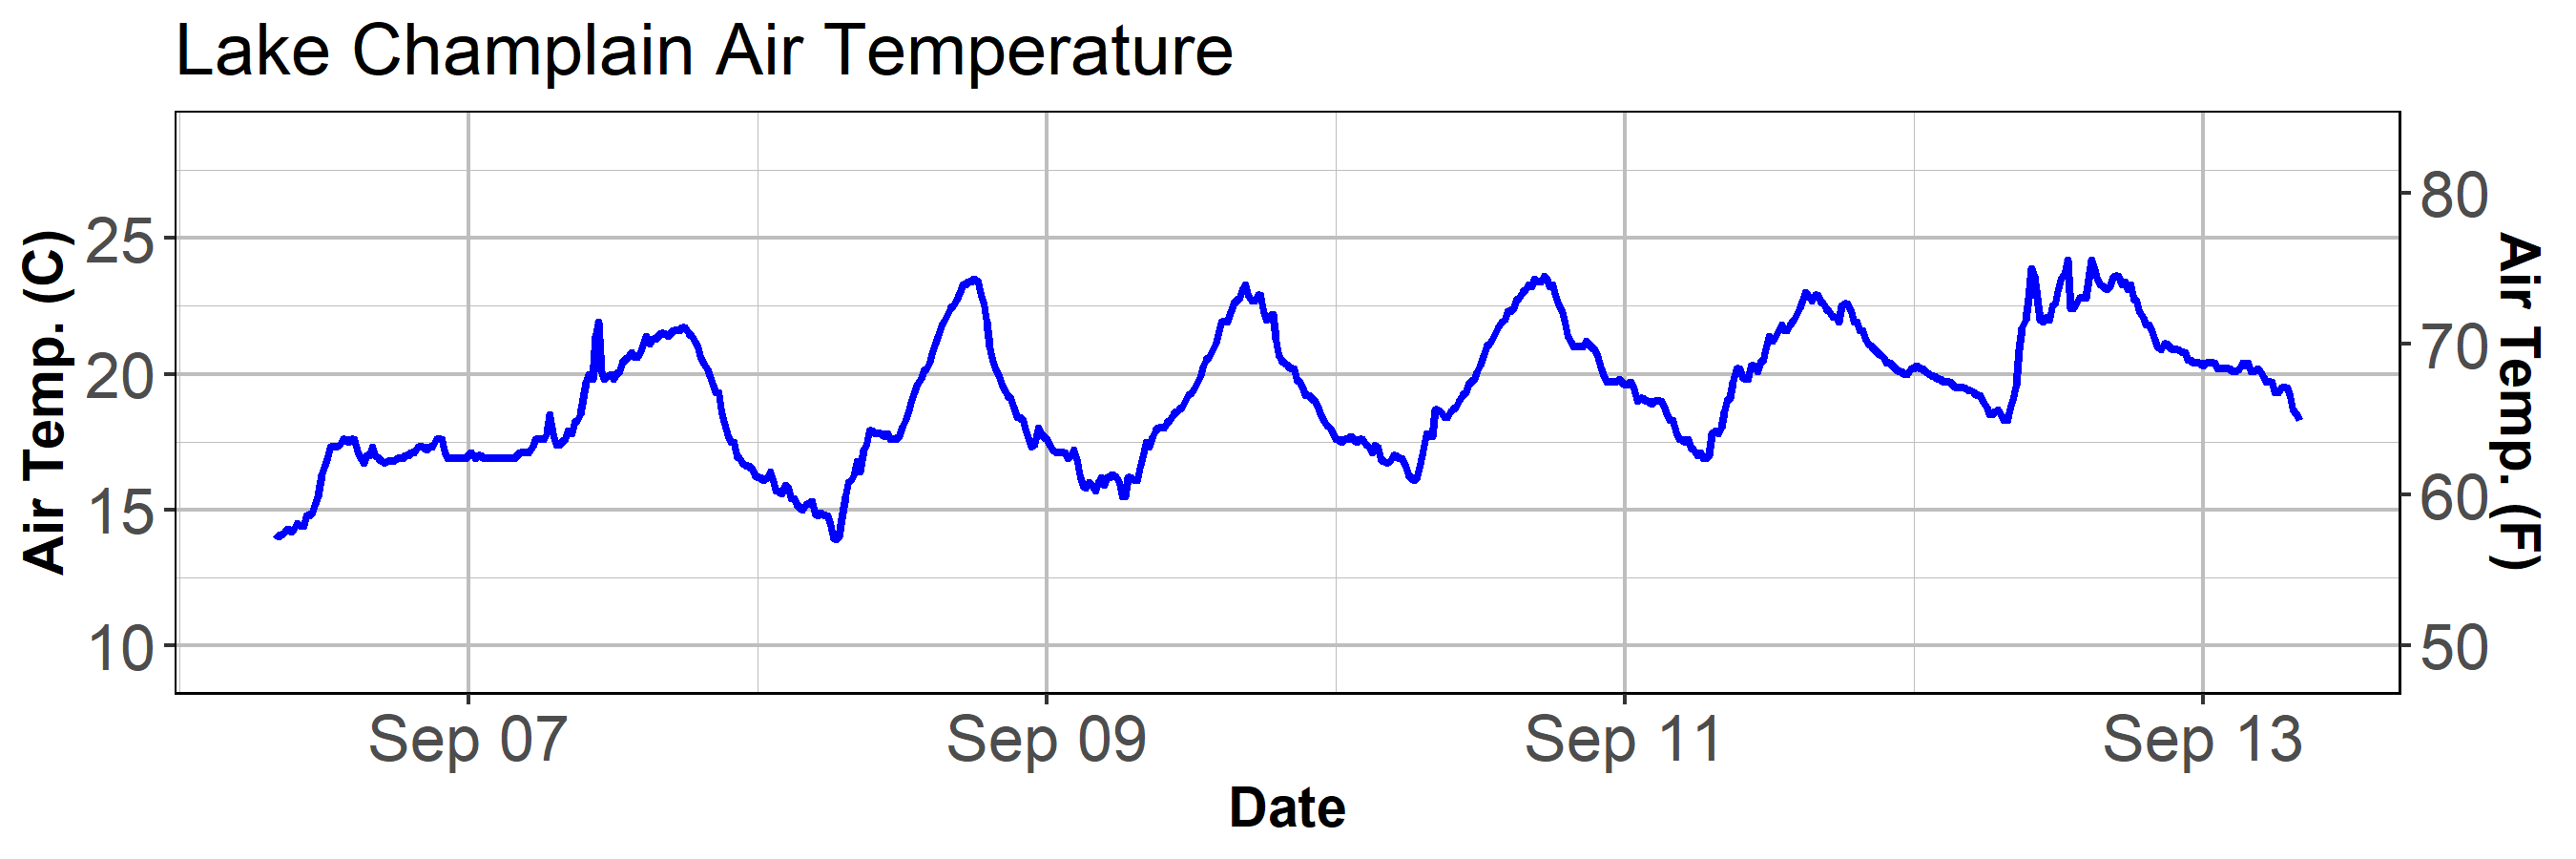 Lake Champlain Air Temperature
Air Temp. (C)
25
20
15
10
80
70
60
50
Air Temp. (F)
Sep 07 Sep 09 Sep 11 Sep 13
Date